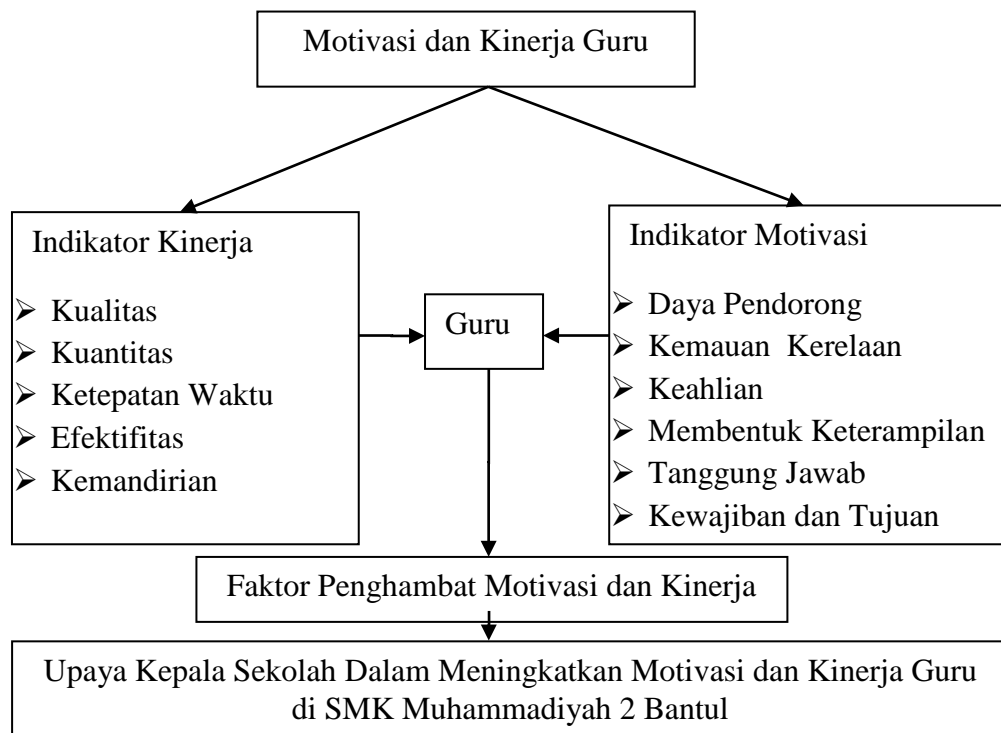 Motivasi dan Kinerja Guru
Indikator Kinerja
➢ Kualitas
➢ Kuantitas
➢ Ketepatan Waktu
➢ Efektifitas
➢ Kemandirian
Guru
Indikator Motivasi
➢ Daya Pendorong
➢ Kemauan Kerelaan
➢ Keahlian
➢ Membentuk Keterampilan
➢ Tanggung Jawab
➢ Kewajiban dan Tujuan
Faktor Penghambat Motivasi dan Kinerja
Upaya Kepala Sekolah Dalam Meningkatkan Motivasi dan Kinerja Guru
di SMK Muhammadiyah 2 Bantul